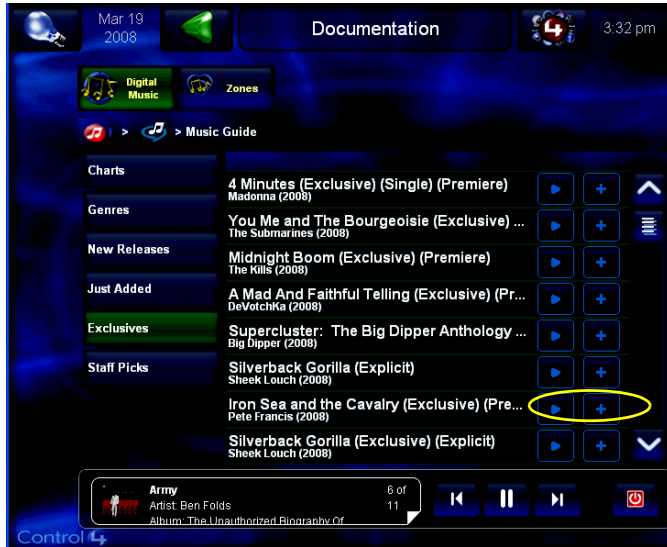 Mar 19
2008
Documentation
4
3:32 pm
Digital
Music
Zones
> > Music Guide
Charts
Genres
New Releases
Just Added
Exclusives
Staff Picks
4 Minutes (Exclusive) (Single) (Premiere)
Madonna (2008)
You Me and The Bourgeoisie (Exclusive) ...
The Submarines (2008)
Midnight Boom (Exclusive) (Premiere)
The Kills (2008)
A Mad And Faithful Telling (Exclusive) (Pr...
DeVotchKa (2008)
Supercluster: The Big Dipper Anthology ...
Big Dipper (2008)
Silverback Gorilla (Explicit)
Sheek Louch (2008)
Iron Sea and the Cavalry (Exclusive) (Pre...
Pete Francis (2008)
Silverback Gorilla (Exclusive) (Explicit)
Sheek Louch (2008)
Army
Artist: Ben Folds
Album: The Unauthorized Biography Of
6 of
11
Control4